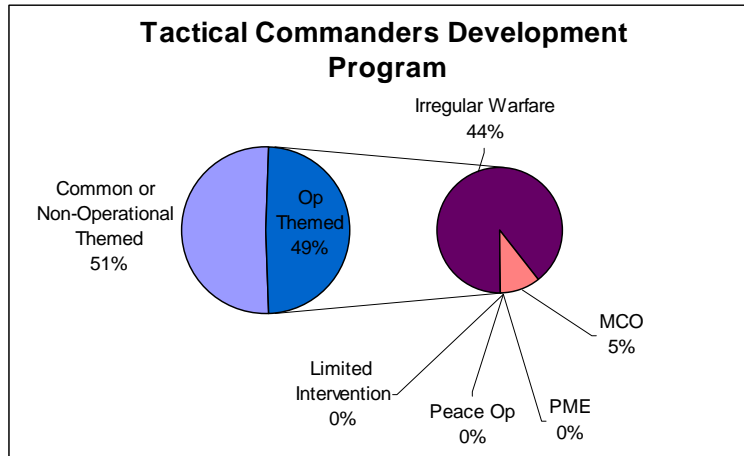 Tactical Commanders Development
Program
Irregular Warfare
44%
Common or
Non-Operational
Themed
51%
Op
Themed
49%
MCO
5%
Limited
Intervention
0%
Peace Op
0%
PME
0%